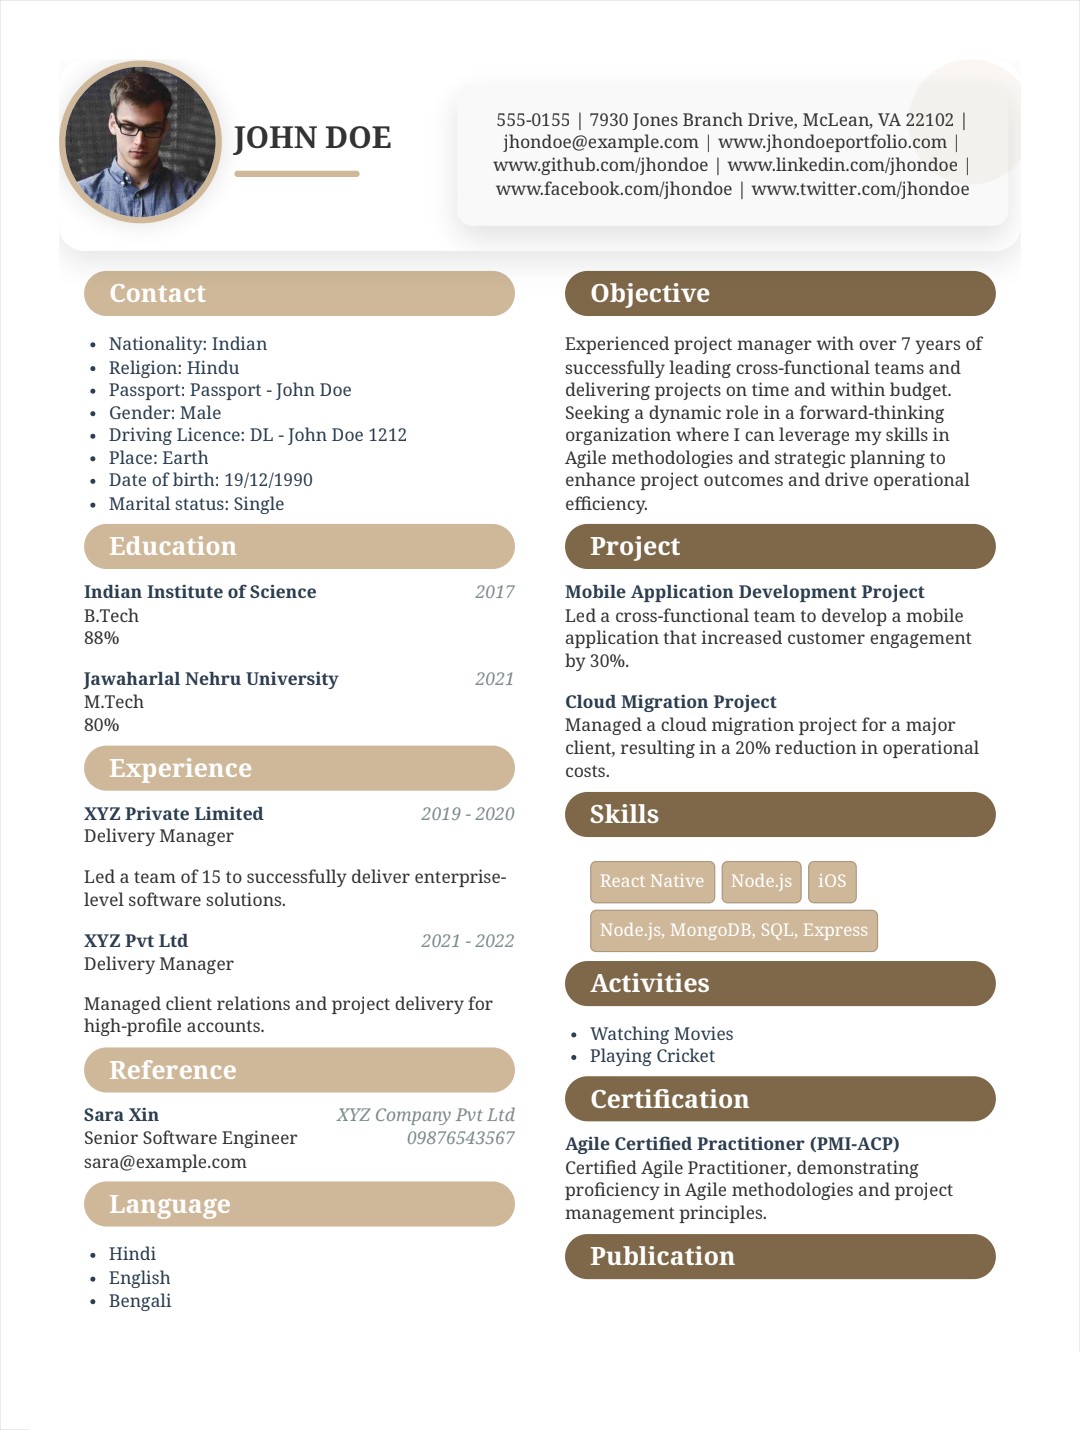 JOHN DOE
555-0155 | 7930 Jones Branch Drive, McLean, VA 22102 |
jhondoe@example.com | www.jhondoeportfolio.com |
www.github.com/jhondoe | www.linkedin.com/jhondoe |
www.facebook.com/jhondoe | www.twitter.com/jhondoe
Contact
• Nationality: Indian
• Religion: Hindu
• Passport: Passport - John Doe
• Gender: Male
• Driving Licence: DL - John Doe 1212
• Place: Earth
• Date of birth: 19/12/1990
• Marital status: Single
Education
Indian Institute of Science 2017
B.Tech
88%
Jawaharlal Nehru University 2021
M.Tech
80%
Experience
XYZ Private Limited 2019 - 2020
Delivery Manager
Led a team of 15 to successfully deliver enterprise-
level software solutions.
XYZ Pvt Ltd 2021 - 2022
Delivery Manager
Managed client relations and project delivery for
high-profile accounts.
Reference
Sara Xin XYZ Company Pvt Ltd
Senior Software Engineer 09876543567
sara@example.com
Language
• Hindi
• English
• Bengali
Objective
Experienced project manager with over 7 years of
successfully leading cross-functional teams and
delivering projects on time and within budget.
Seeking a dynamic role in a forward-thinking
organization where I can leverage my skills in
Agile methodologies and strategic planning to
enhance project outcomes and drive operational
efficiency.
Project
Mobile Application Development Project
Led a cross-functional team to develop a mobile
application that increased customer engagement
by 30%.
Cloud Migration Project
Managed a cloud migration project for a major
client, resulting in a 20% reduction in operational
costs.
Skills
React Native Node.js iOS
Node.js, MongoDB, SQL, Express
Activities
• Watching Movies
• Playing Cricket
Certification
Agile Certified Practitioner (PMI-ACP)
Certified Agile Practitioner, demonstrating
proficiency in Agile methodologies and project
management principles.
Publication